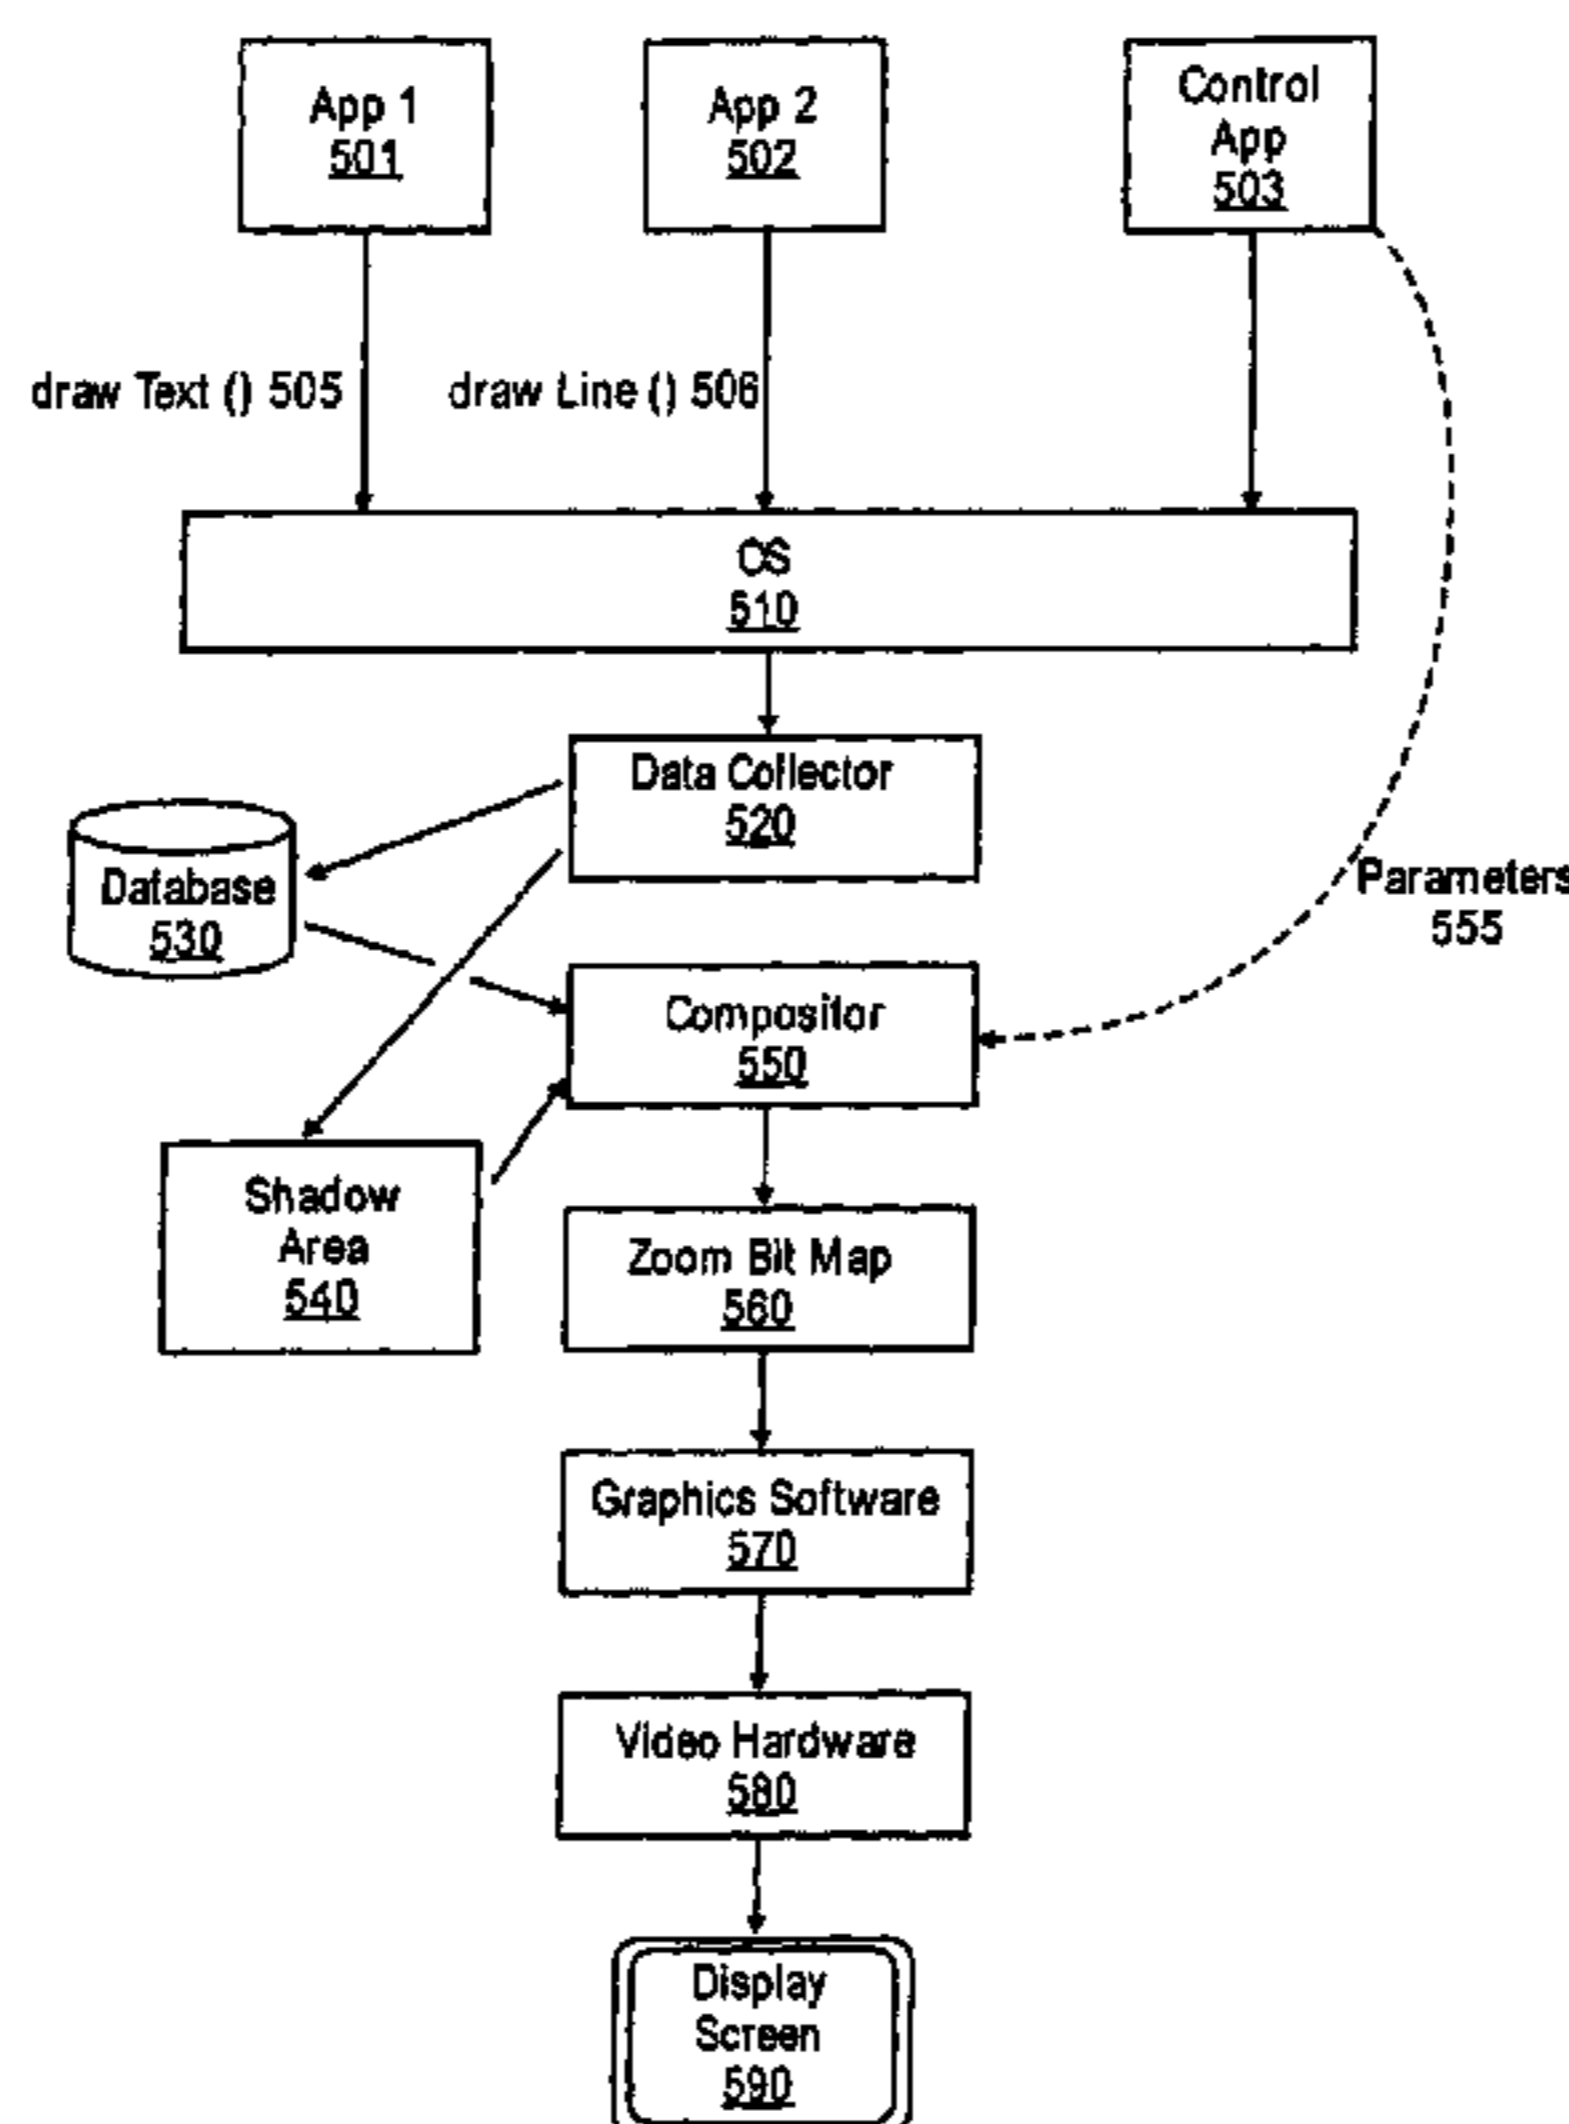 App 1
501
App 2
502
Control
App
503
draw Text () 505
draw Line () 506
OS
510
Data Collector
520
Database
530
Parameters
555
Compositor
550
Shadow
Area
540
Zoom Bit Map
560
Graphics Software
570
Video Hardware
580
Display
Screen
590